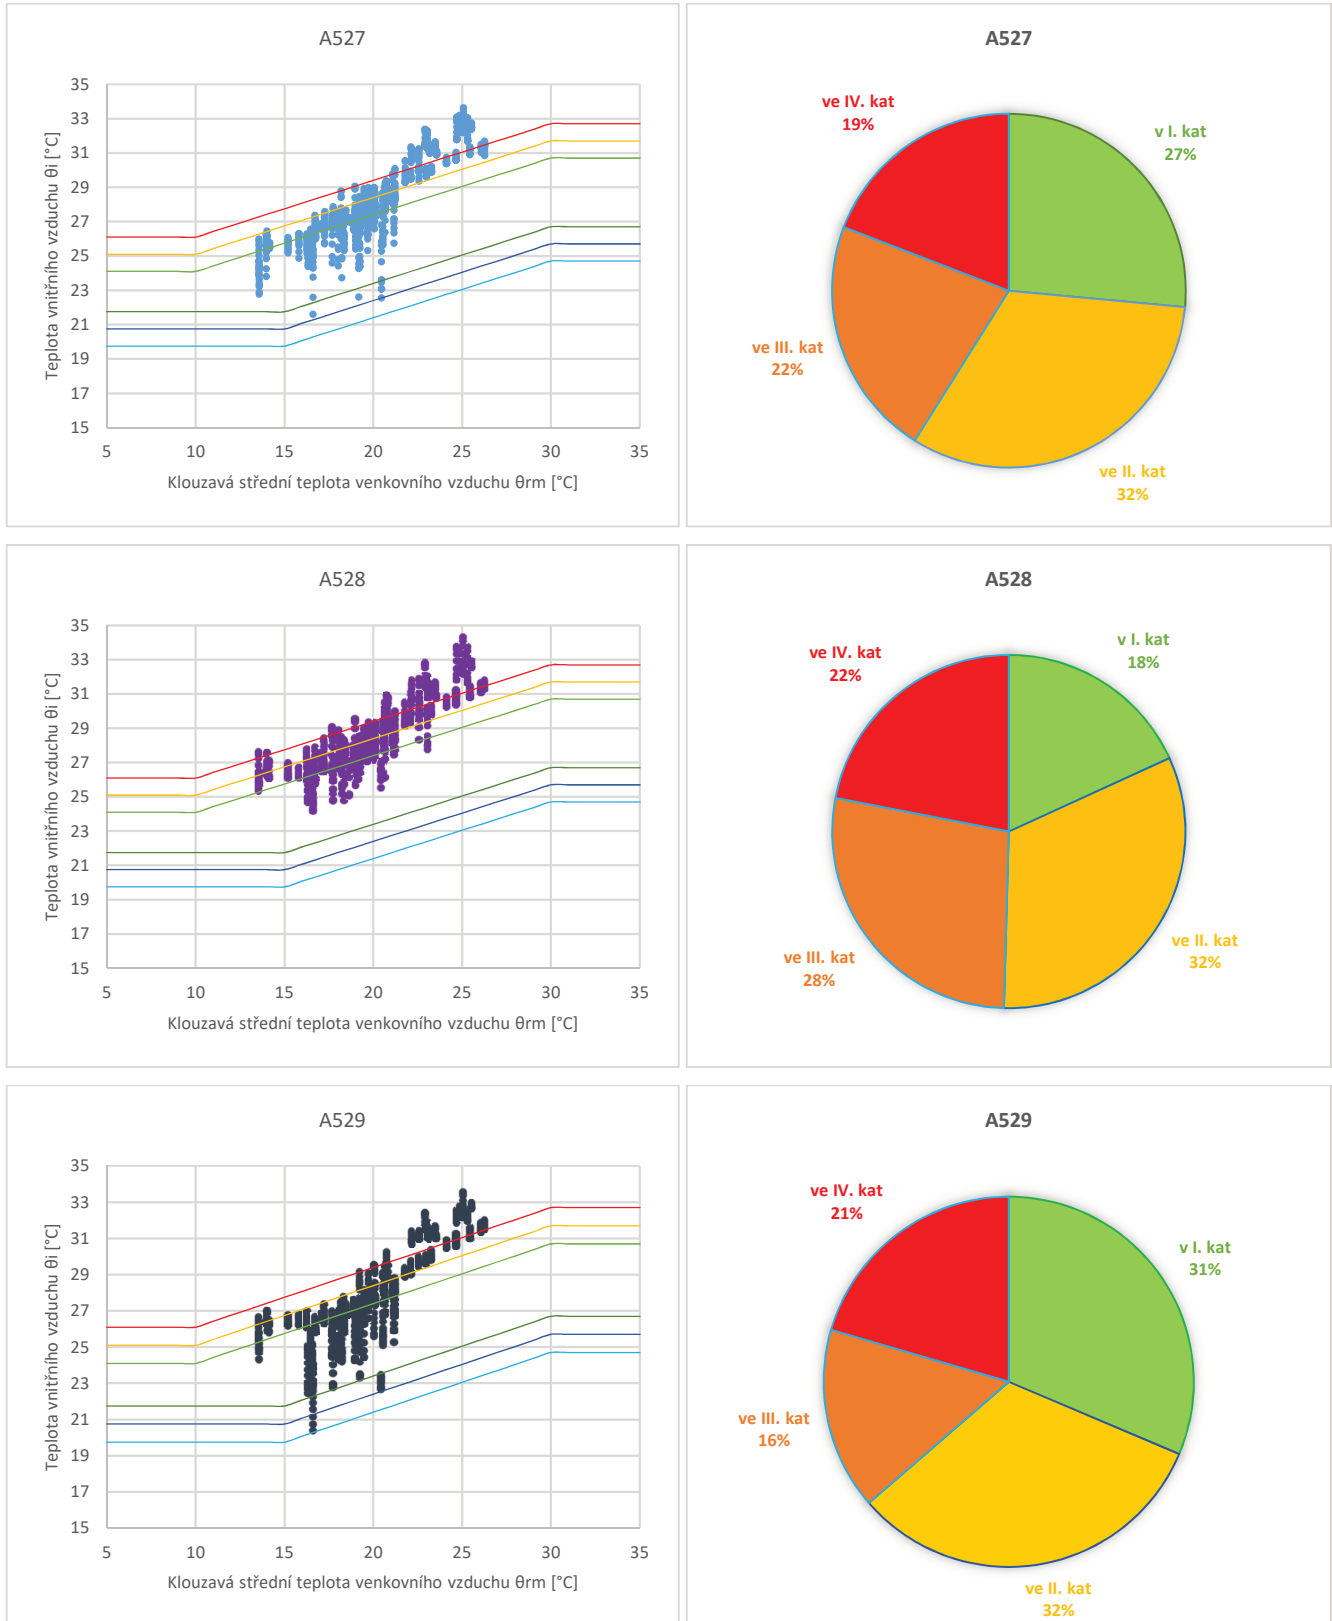 A527
35
33
31
29
27
25
23
21
19
17
15
Teplota vnitřního vzduchu θi [°C]
5 10 15 20 25 30 35
Klouzavá střední teplota venkovního vzduchu θrm [°C]
A527
ve IV. kat
19%
v I. kat
27%
ve III. kat
22%
ve II. kat
32%
A528
35
33
31
29
27
25
23
21
19
17
15
Teplota vnitřního vzduchu θi [°C]
5 10 15 20 25 30 35
Klouzavá střední teplota venkovního vzduchu θrm [°C]
A528
v I. kat
18%
ve IV. kat
22%
ve II. kat
32%
ve III. kat
28%
A529
35
33
31
29
27
25
23
21
19
17
15
Teplota vnitřního vzduchu θi [°C]
5 10 15 20 25 30 35
Klouzavá střední teplota venkovního vzduchu θrm [°C]
A529
ve IV. kat
21%
v I. kat
31%
ve III. kat
16%
ve II. kat
32%